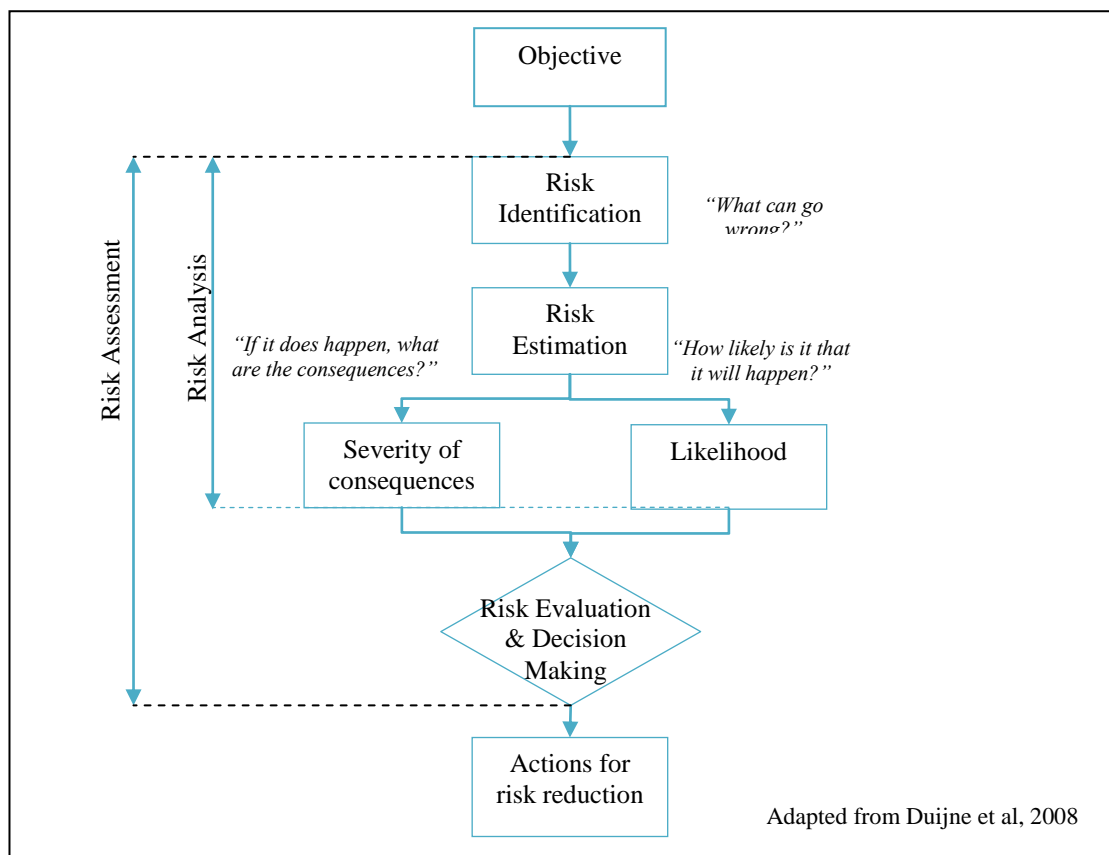 Objective
Risk
Identification
“What can go
wrong?”
Risk
Estimation
“If it does happen, what
are the consequences?”
“How likely is it that
it will happen?”
Risk Assessment
Risk Analysis
Severity of
consequences
Likelihood
Risk Evaluation
& Decision
Making
Actions for
risk reduction
Adapted from Duijne et al, 2008